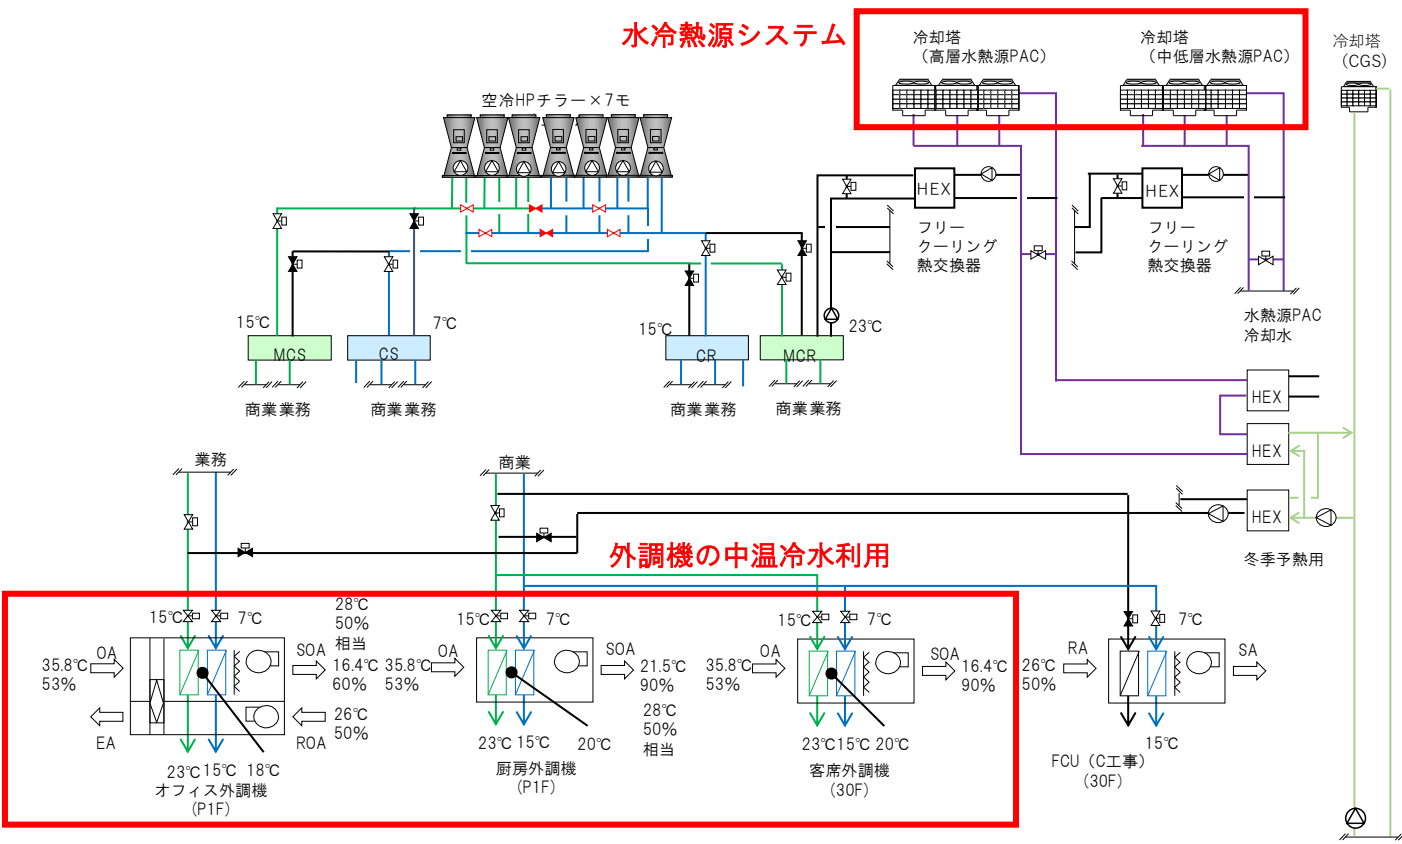 水冷熱源システム
冷却塔
(高層水熱源PAC)
冷却塔
(中低層水熱源PAC)
冷却塔
(CGS)
空冷HPチラー×7モ
HEX
HEX
フリー
クーリング
熱交換器
フリー
クーリング
熱交換器
水熱源PAC
冷却水
15℃
7℃
15℃
23℃
MCS
CS
CR
MCR
商業業務
商業業務
商業業務
商業業務
HEX
HEX
HEX
冬季予熱用
業務
商業
外調機の中温冷水利用
15℃
7℃
28℃
50%
相当
OA
35.8℃
53%
SOA
16.4℃
60%
EA
ROA
26℃
50%
23℃
15℃
18℃
オフィス外調機
(P1F)
15℃
7℃
OA
35.8℃
53%
SOA
21.5℃
90%
28℃
50%
相当
23℃
15℃
20℃
厨房外調機
(P1F)
15℃
7℃
OA
35.8℃
53%
SOA
16.4℃
90%
23℃
15℃
20℃
客席外調機
(30F)
7℃
RA
26℃
50%
SA
15℃
FCU(C工事)
(30F)